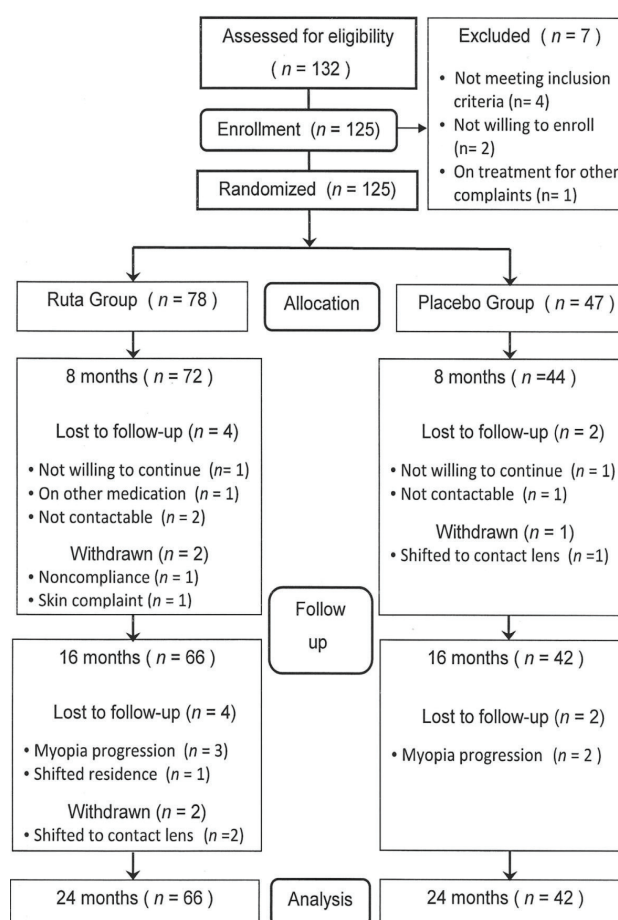 Assessed for eligibility
( n = 132)
Excluded ( n = 7)
• Not meeting inclusion
criteria (n= 4)
• Not willing to enroll
(n= 2)
• On treatment for other
complaints (n= 1)
Enrollment (n = 125)
Randomized (n = 125)
Ruta Group ( n = 78)
Allocation
Placebo Group ( n = 47)
8 months ( n = 72)
Lost to follow-up (n = 4)
• Not willing to continue (n= 1)
• On other medication (n = 1)
• Not contactable (n = 2)
Withdrawn (n = 2)
• Noncompliance (n = 1)
• Skin complaint (n = 1)
8 months ( n =44)
Lost to follow-up (n = 2)
• Not willing to continue (n = 1)
• Not contactable (n = 1)
Withdrawn (n = 1)
• Shifted to contact lens (n =1)
Follow
up
16 months ( n = 66)
Lost to follow-up (n = 4)
• Myopia progression (n = 3)
• Shifted residence (n = 1)
Withdrawn (n = 2)
• Shifted to contact lens (n =2)
16 months ( n = 42)
Lost to follow-up (n = 2)
• Myopia progression (n = 2 )
24 months ( n = 66)
Analysis
24 months ( n = 42)